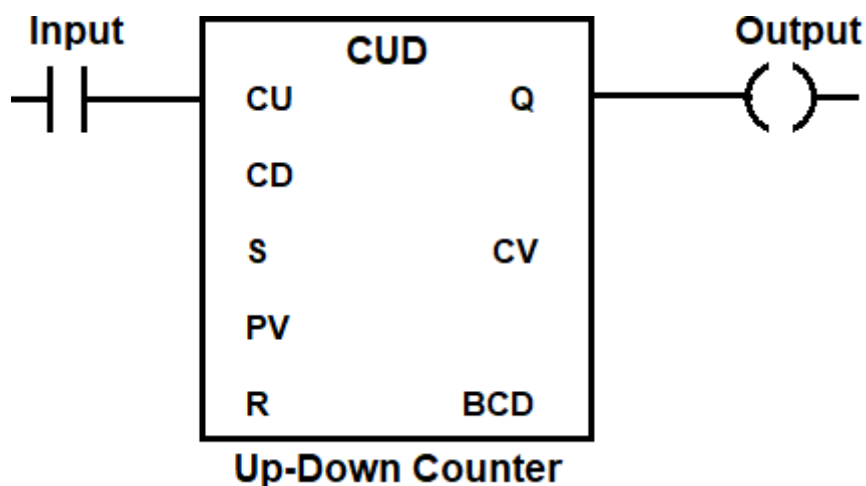 Input
Output
CUD
CU
Q
CD
S
CV
PV
R
BCD
Up-Down Counter